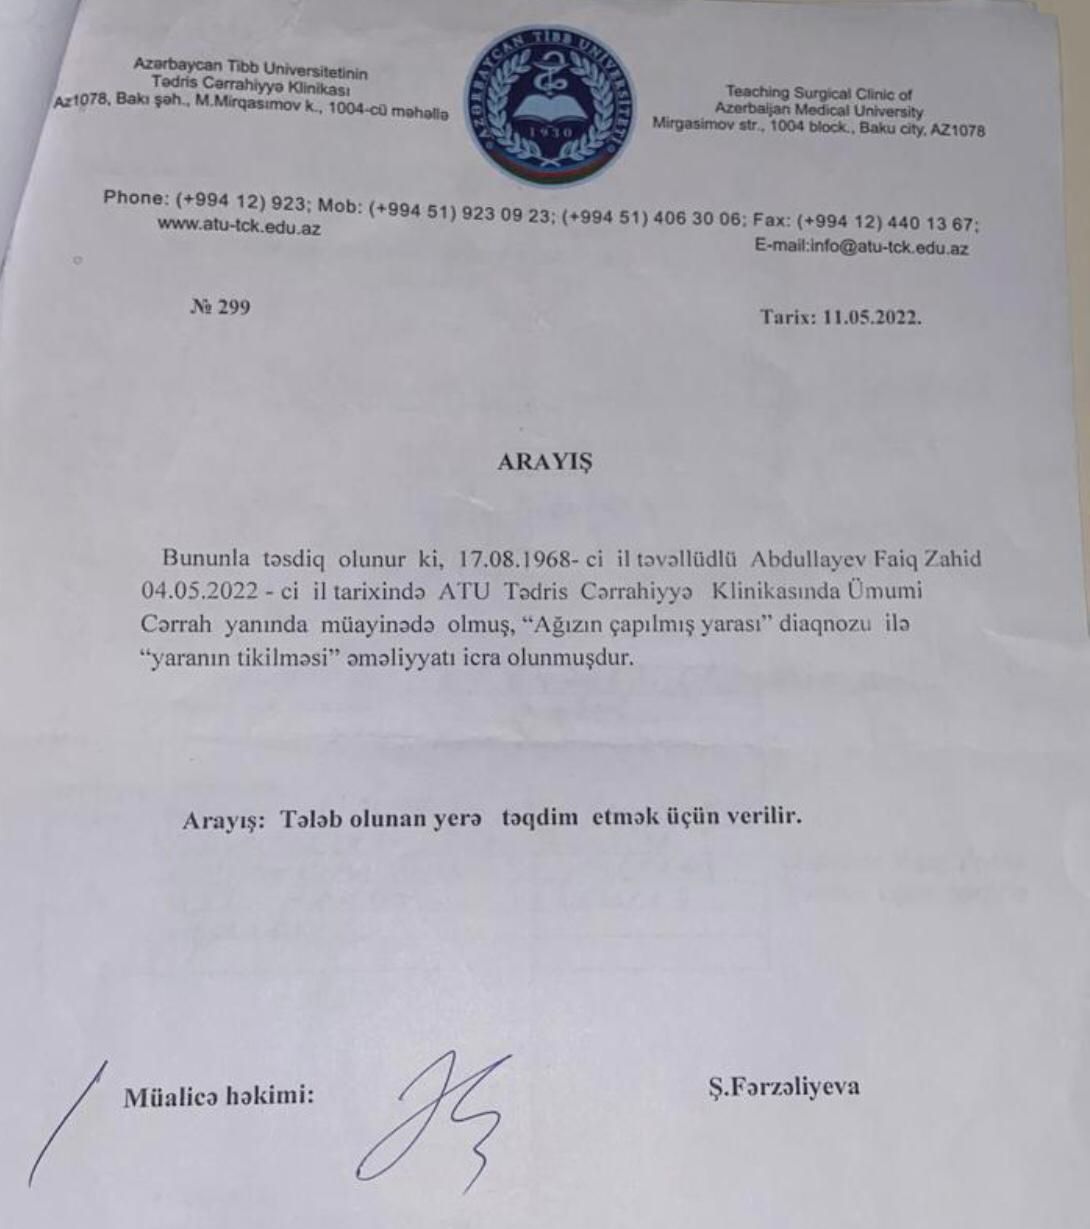 Azərbaycan Tibb Universitetinin
Tədris Cərrahiyyə Klinikası
Az1078, Bakı şəh., M.Mirqasımov k., 1004-cü məhəllə
AZƏRBAYCAN TİBB UNİVERSİTETİ
1930
Teaching Surgical Clinic of
Azerbaijan Medical University
Mirgasimov str., 1004 block., Baku city, AZ1078
Phone: (+994 12) 923; Mob: (+994 51) 923 09 23; (+994 51) 406 30 06; Fax: (+994 12) 440 13 67;
www.atu-tck.edu.az
E-mail:info@atu-tck.edu.az
№ 299
Tarix: 11.05.2022.
ARAYIŞ
Bununla təsdiq olunur ki, 17.08.1968- ci il təvəllüdlü Abdullayev Faiq Zahid
04.05.2022 - ci il tarixində ATU Tədris Cərrahiyyə Klinikasında Ümumi
Cərrah yanında müayinədə olmuş, “Ağızın çapılmış yarası” diaqnozu ilə
“yaranın tikilməsi” əməliyyatı icra olunmuşdur.
Arayış: Tələb olunan yerə təqdim etmək üçün verilir.
Müalicə həkimi:
Ş.Fərzəliyeva